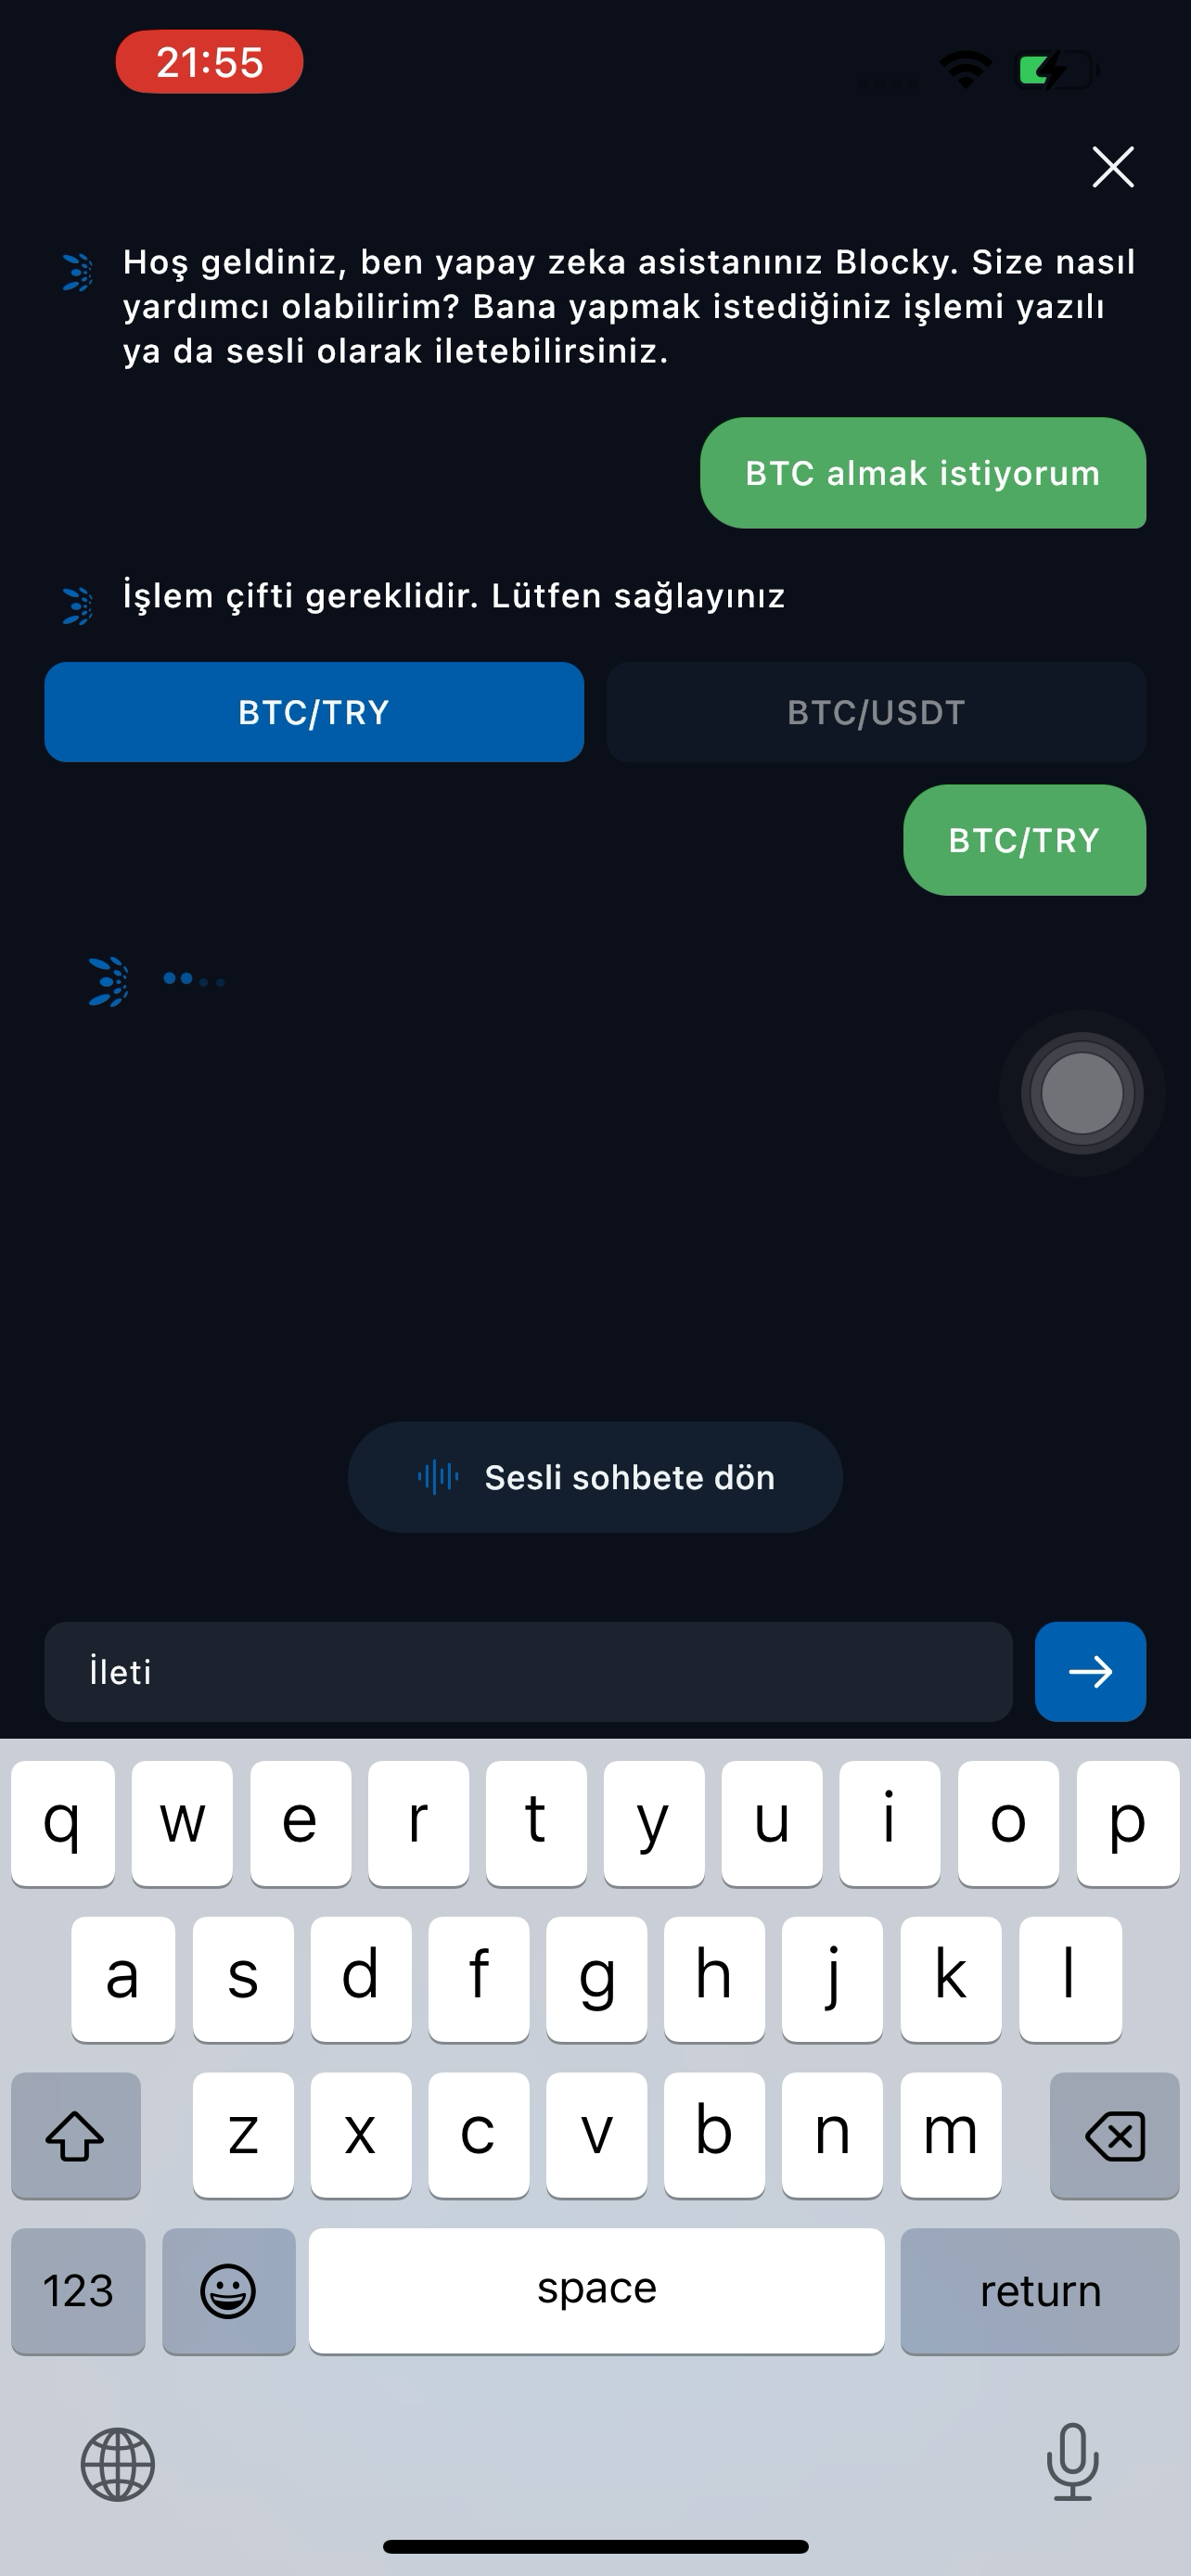 21:55
Hoş geldiniz, ben yapay zeka asistanınız Blocky. Size nasıl
yardımcı olabilirim? Bana yapmak istediğiniz işlemi yazılı
ya da sesli olarak iletebilirsiniz.
BTC almak istiyorum
İşlem çifti gereklidir. Lütfen sağlayınız
BTC/TRY
BTC/USDT
BTC/TRY
Sesli sohbete dön
İleti
q w e r t y u i o p
a s d f g h j k l
z x c v b n m
123 space return